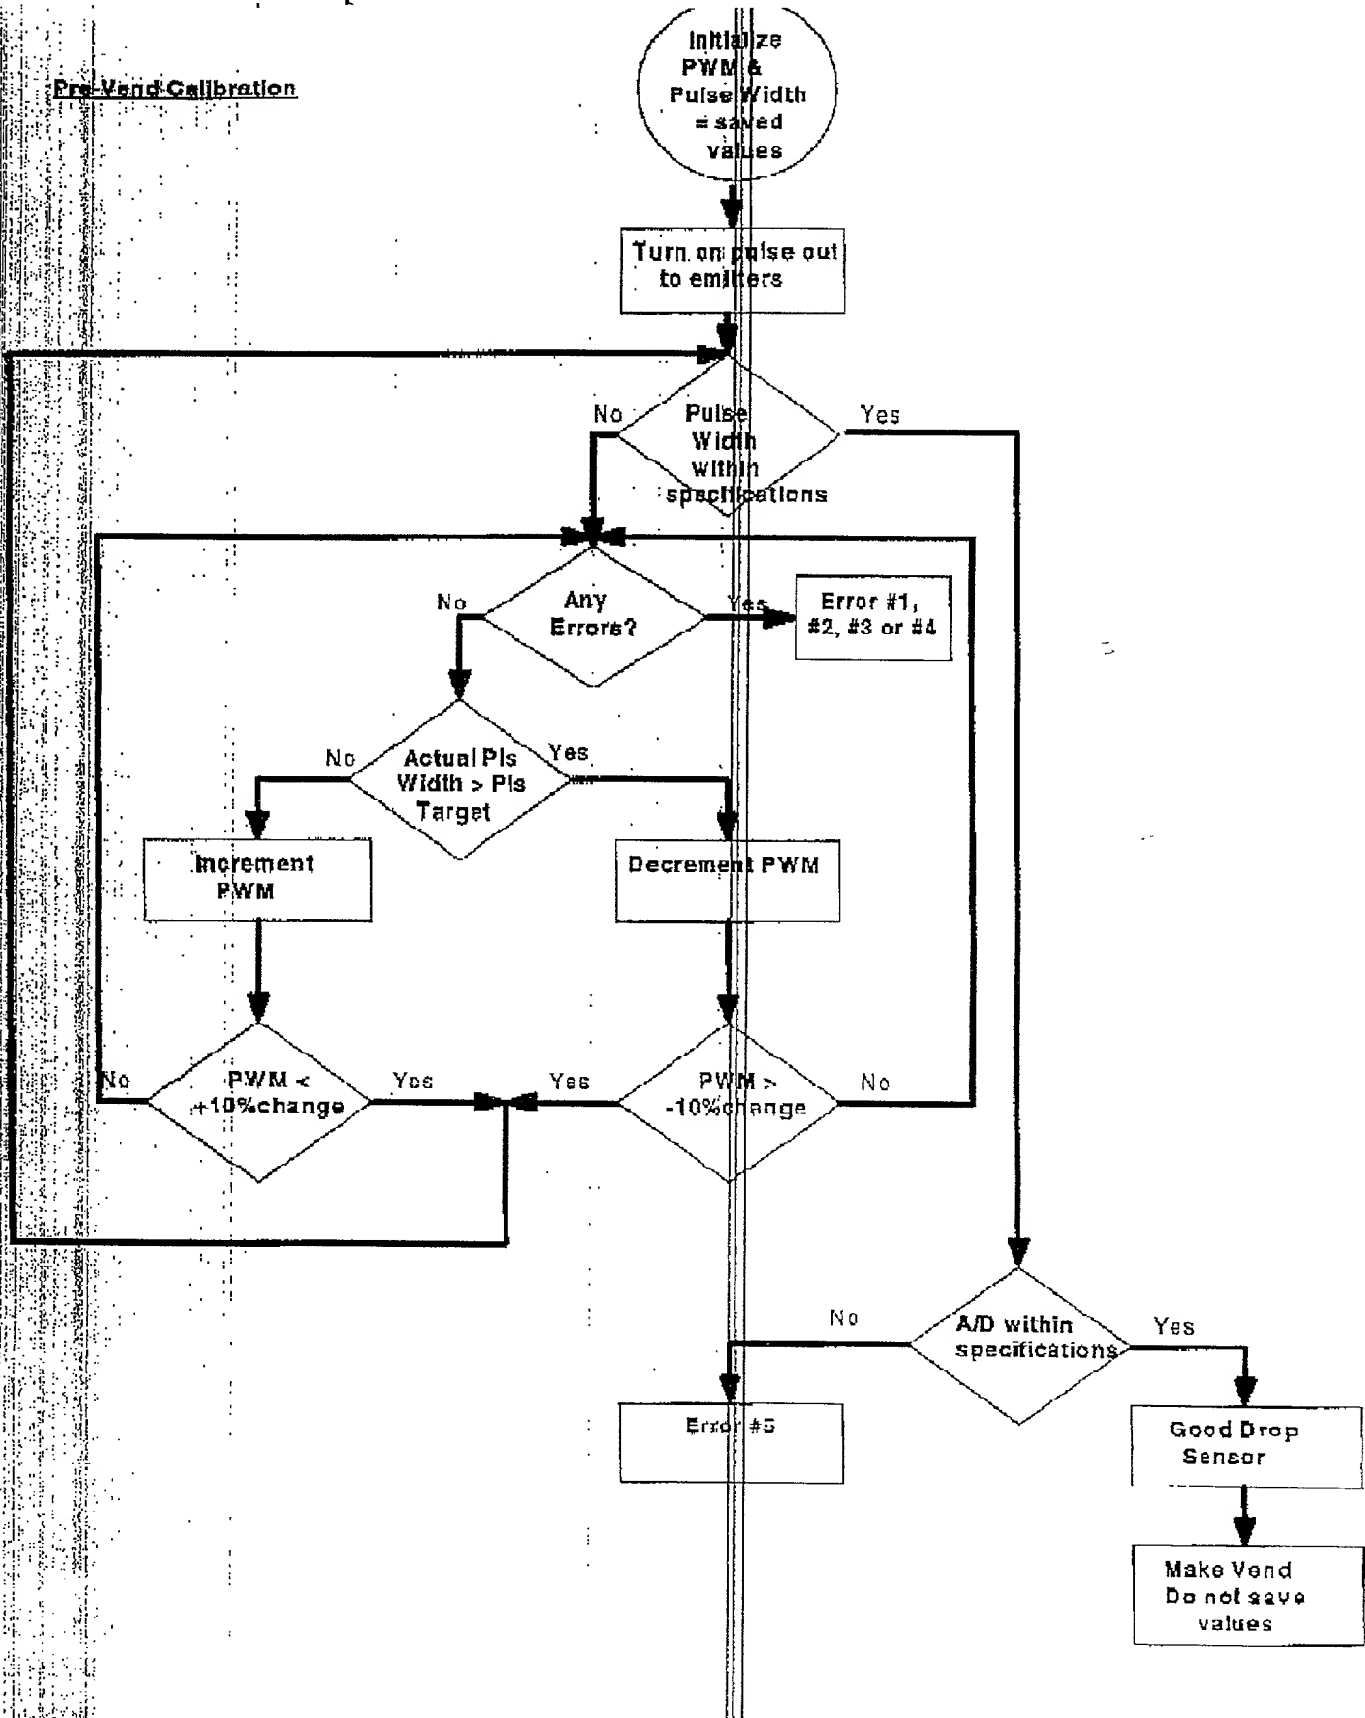 Pre-Vend Calibration
Initialize
PWM &
Pulse Width
= saved
values
Turn on pulse out
to emitters
No
Pulse
Width
within
specifications
Yes
No
Any
Errors?
Yes
Error #1,
#2, #3 or #4
No
Actual Pls
Width > Pls
Target
Yes
Increment
PWM
Decrement PWM
No
PWM <
+10%change
Yes
Yes
PWM >
-10%change
No
No
A/D within
specifications
Yes
Error #5
Good Drop
Sensor
Make Vend
Do not save
values